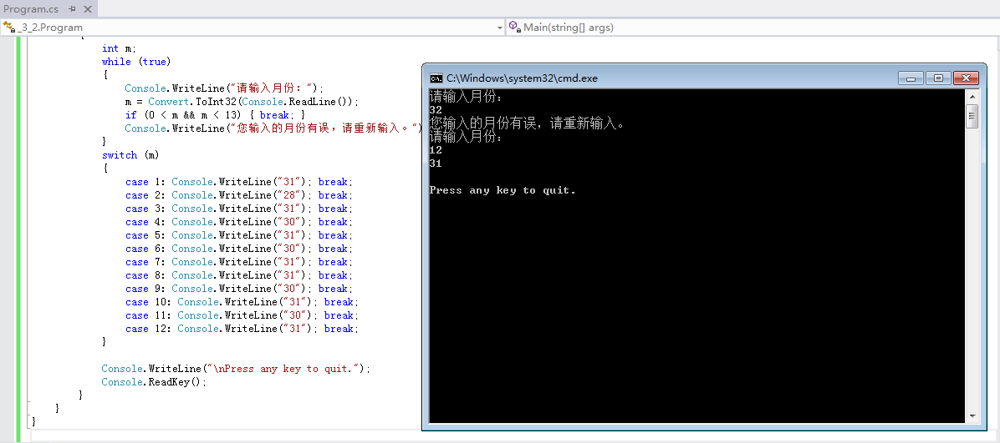 Program.cs
_3_2.Program
Main(string[] args)
{
int m;
while (true)
{
Console.WriteLine("请输入月份：");
m = Convert.ToInt32(Console.ReadLine());
if (0 < m && m < 13) { break; }
Console.WriteLine("您输入的月份有误，请重新输入。")
}
switch (m)
{
case 1: Console.WriteLine("31"); break;
case 2: Console.WriteLine("28"); break;
case 3: Console.WriteLine("31"); break;
case 4: Console.WriteLine("30"); break;
case 5: Console.WriteLine("31"); break;
case 6: Console.WriteLine("30"); break;
case 7: Console.WriteLine("31"); break;
case 8: Console.WriteLine("31"); break;
case 9: Console.WriteLine("30"); break;
case 10: Console.WriteLine("31"); break;
case 11: Console.WriteLine("30"); break;
case 12: Console.WriteLine("31"); break;
}
Console.WriteLine("\nPress any key to quit.");
Console.ReadKey();
}
}
}
C:\Windows\system32\cmd.exe
请输入月份：
32
您输入的月份有误，请重新输入。
请输入月份：
12
31
Press any key to quit.